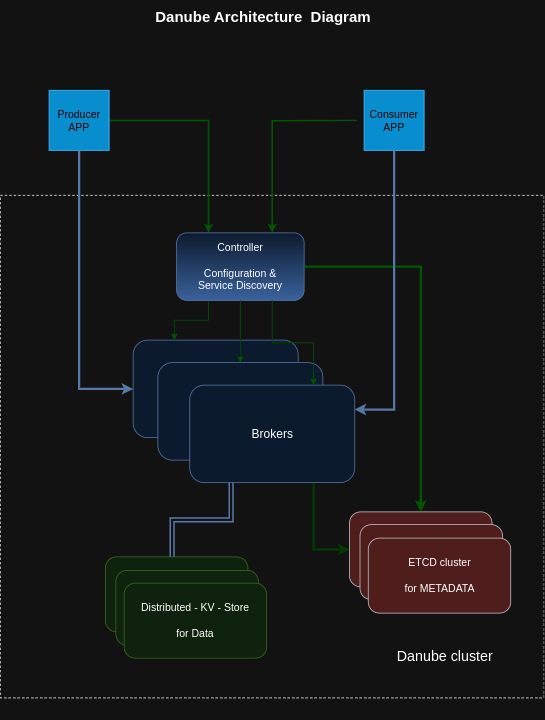 Danube Architecture  Diagram
Producer
APP
Consumer
APP
Controller
Configuration &
Service Discovery
Brokers
ETCD cluster
for METADATA
Distributed - KV - Store
for Data
Danube cluster